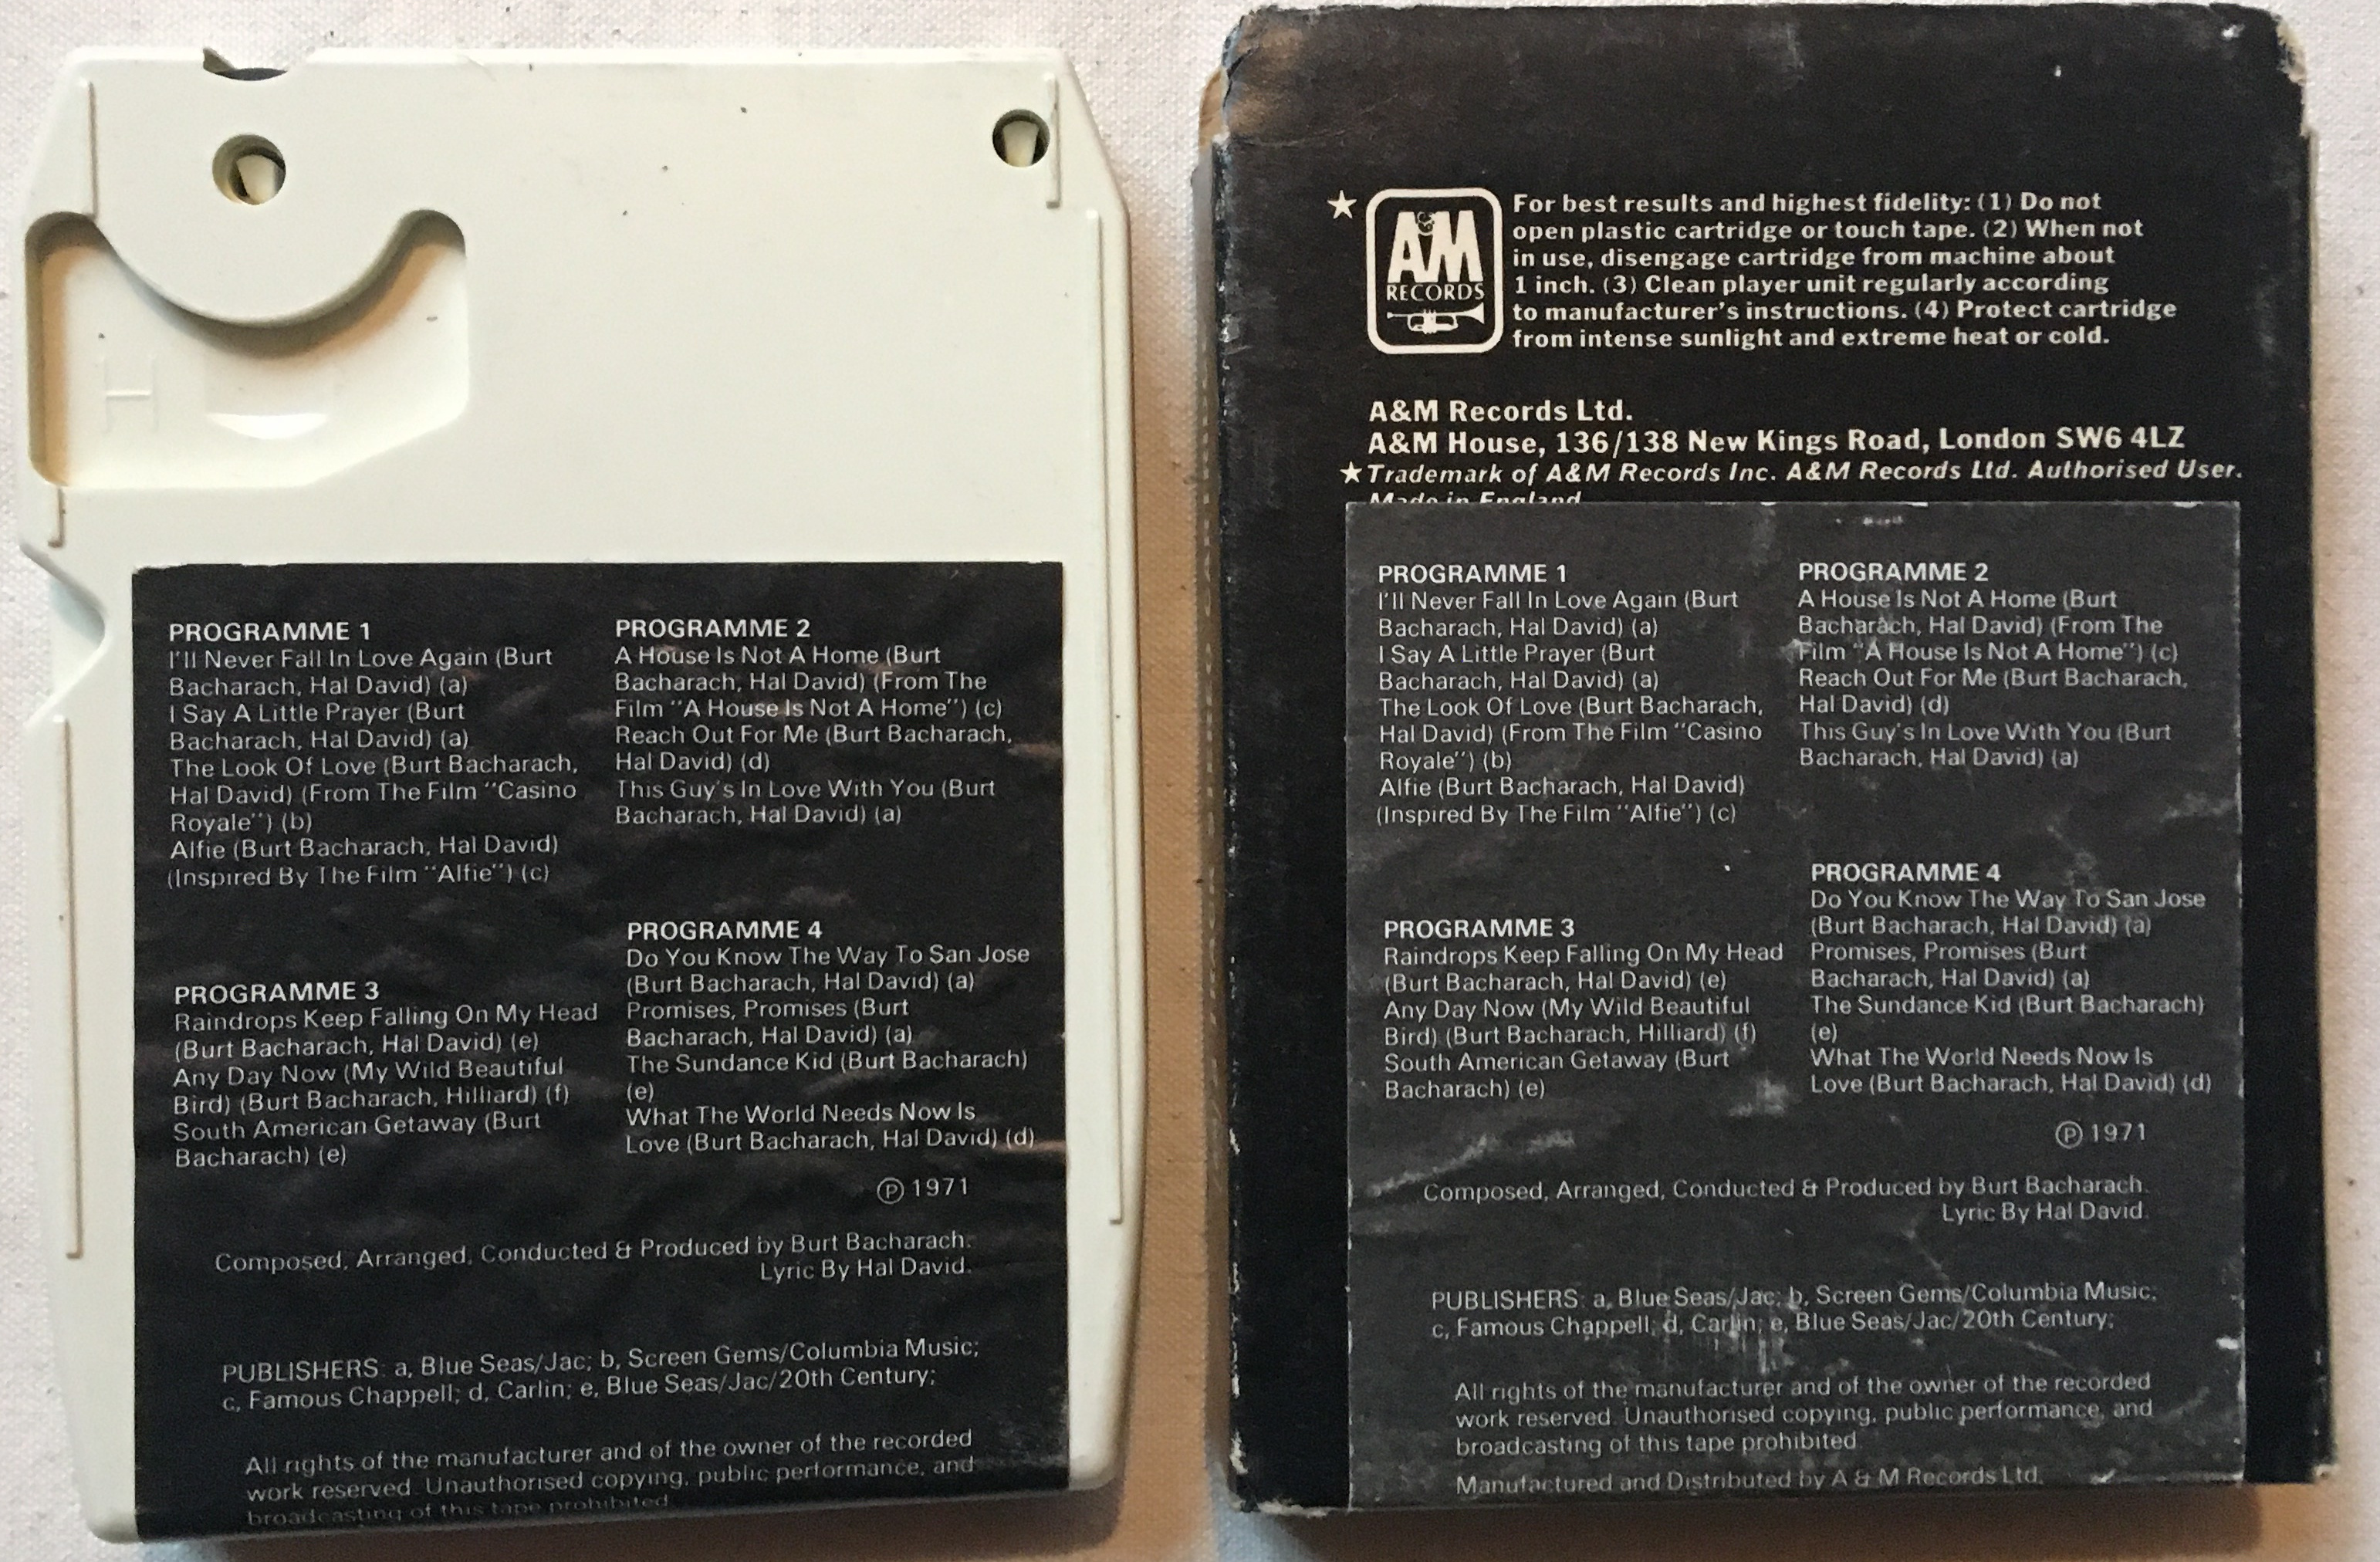 H
PROGRAMME 1
I'll Never Fall In Love Again (Burt
Bacharach, Hal David) (a)
I Say A Little Prayer (Burt
Bacharach, Hal David) (a)
The Look Of Love (Burt Bacharach,
Hal David) (From The Film "Casino
Royale") (b)
Alfie (Burt Bacharach, Hal David)
(Inspired By The Film "Alfie") (c)
PROGRAMME 2
A House Is Not A Home (Burt
Bacharach, Hal David) (From The
Film "A House Is Not A Home") (c)
Reach Out For Me (Burt Bacharach,
Hal David) (d)
This Guy's In Love With You (Burt
Bacharach, Hal David) (a)
PROGRAMME 3
Raindrops Keep Falling On My Head
(Burt Bacharach, Hal David) (e)
Any Day Now (My Wild Beautiful
Bird) (Burt Bacharach, Hilliard) (f)
South American Getaway (Burt
Bacharach) (e)
PROGRAMME 4
Do You Know The Way To San Jose
(Burt Bacharach, Hal David) (a)
Promises, Promises (Burt
Bacharach, Hal David) (a)
The Sundance Kid (Burt Bacharach)
(e)
What The World Needs Now Is
Love (Burt Bacharach, Hal David) (d)
℗ 1971
Composed, Arranged, Conducted & Produced by Burt Bacharach.
Lyric By Hal David.
PUBLISHERS: a, Blue Seas/Jac; b, Screen Gems/Columbia Music;
c, Famous Chappell; d, Carlin; e, Blue Seas/Jac/20th Century;
All rights of the manufacturer and of the owner of the recorded
work reserved. Unauthorised copying, public performance, and
broadcasting of this tape prohibited
★ A&M
RECORDS
For best results and highest fidelity: (1) Do not
open plastic cartridge or touch tape. (2) When not
in use, disengage cartridge from machine about
1 inch. (3) Clean player unit regularly according
to manufacturer's instructions. (4) Protect cartridge
from intense sunlight and extreme heat or cold.
A&M Records Ltd.
A&M House, 136/138 New Kings Road, London SW6 4LZ
★Trademark of A&M Records Inc. A&M Records Ltd. Authorised User.
Made in England
PROGRAMME 1
I'll Never Fall In Love Again (Burt
Bacharach, Hal David) (a)
I Say A Little Prayer (Burt
Bacharach, Hal David) (a)
The Look Of Love (Burt Bacharach,
Hal David) (From The Film "Casino
Royale") (b)
Alfie (Burt Bacharach, Hal David)
(Inspired By The Film "Alfie") (c)
PROGRAMME 2
A House Is Not A Home (Burt
Bacharach, Hal David) (From The
Film "A House Is Not A Home") (c)
Reach Out For Me (Burt Bacharach,
Hal David) (d)
This Guy's In Love With You (Burt
Bacharach, Hal David) (a)
PROGRAMME 3
Raindrops Keep Falling On My Head
(Burt Bacharach, Hal David) (e)
Any Day Now (My Wild Beautiful
Bird) (Burt Bacharach, Hilliard) (f)
South American Getaway (Burt
Bacharach) (e)
PROGRAMME 4
Do You Know The Way To San Jose
(Burt Bacharach, Hal David) (a)
Promises, Promises (Burt
Bacharach, Hal David) (a)
The Sundance Kid (Burt Bacharach)
(e)
What The World Needs Now Is
Love (Burt Bacharach, Hal David) (d)
℗ 1971
Composed, Arranged, Conducted & Produced by Burt Bacharach.
Lyric By Hal David.
PUBLISHERS: a, Blue Seas/Jac; b, Screen Gems/Columbia Music;
c, Famous Chappell; d, Carlin; e, Blue Seas/Jac/20th Century;
All rights of the manufacturer and of the owner of the recorded
work reserved. Unauthorised copying, public performance, and
broadcasting of this tape prohibited.
Manufactured and Distributed by A & M Records Ltd.